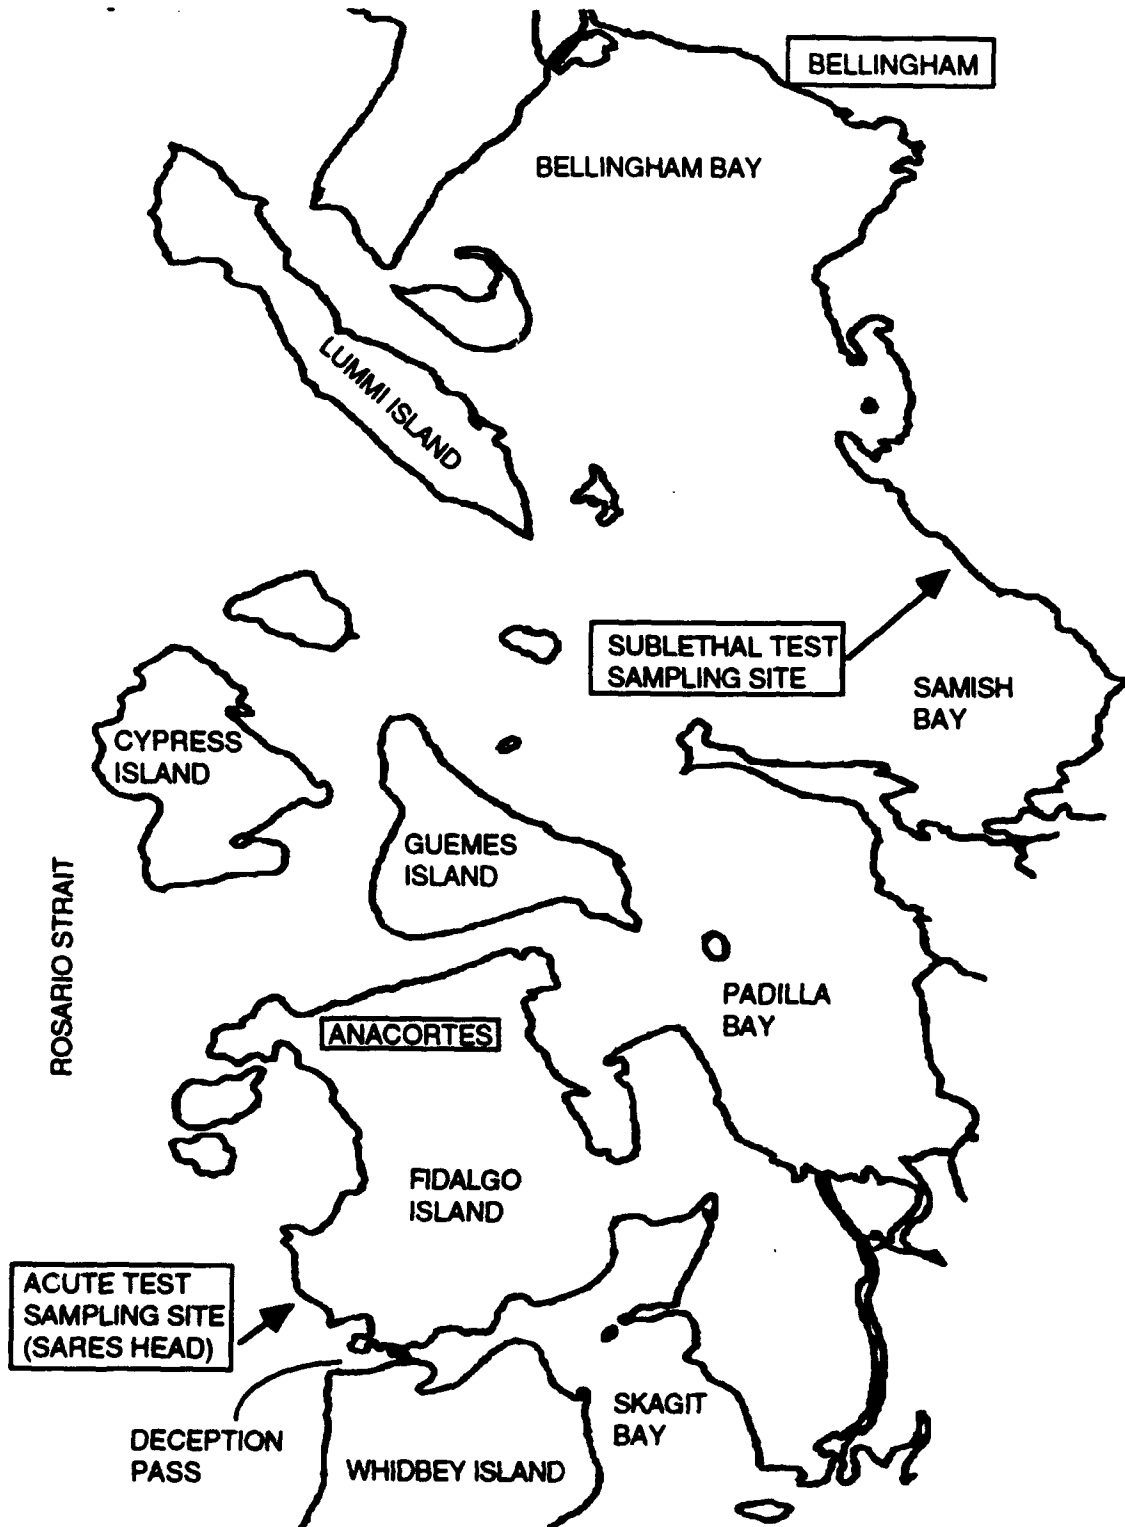 BELLINGHAM
BELLINGHAM BAY
LUMMI ISLAND
SUBLETHAL TEST
SAMPLING SITE
SAMISH
BAY
CYPRESS
ISLAND
GUEMES
ISLAND
ROSARIO STRAIT
PADILLA
BAY
ANACORTES
FIDALGO
ISLAND
ACUTE TEST
SAMPLING SITE
(SARES HEAD)
SKAGIT
BAY
DECEPTION
PASS
WHIDBEY ISLAND